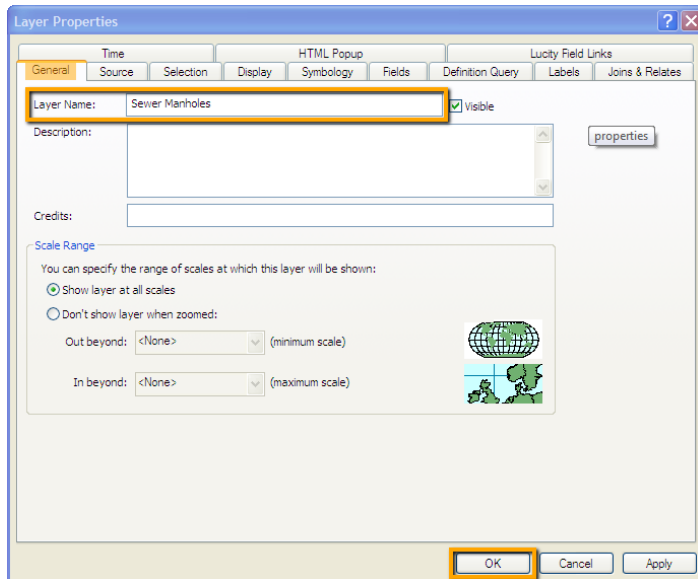 Layer Properties
Time HTML Popup Lucity Field Links
General Source Selection Display Symbology Fields Definition Query Labels Joins & Relates
Layer Name: Sewer Manholes Visible
Description:
properties
Credits:
Scale Range
You can specify the range of scales at which this layer will be shown:
Show layer at all scales
Don't show layer when zoomed:
Out beyond: <None> (minimum scale)
In beyond: <None> (maximum scale)
OK Cancel Apply